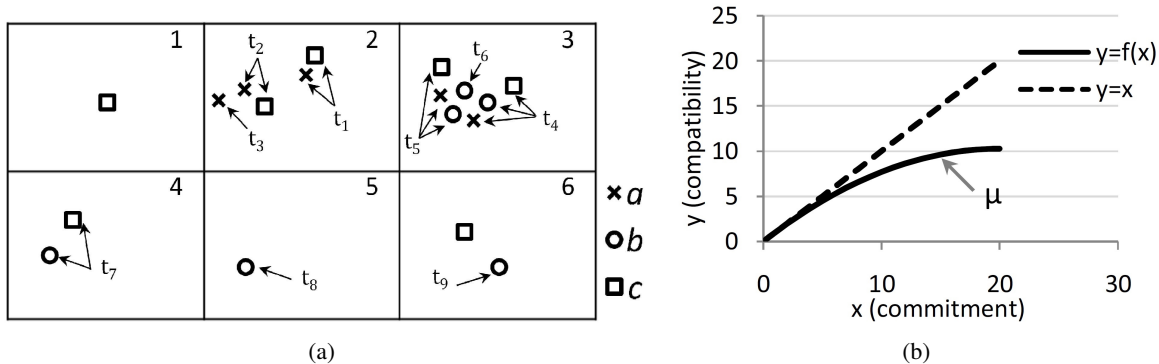 1
2
3
t₂
t₁
t₃
t₆
t₅
t₄
4
5
6
t₇
t₈
t₉
a
b
c
(a)
25
20
15
10
5
0
y (compatibility)
y=f(x)
y=x
μ
0 10 20 30
x (commitment)
(b)